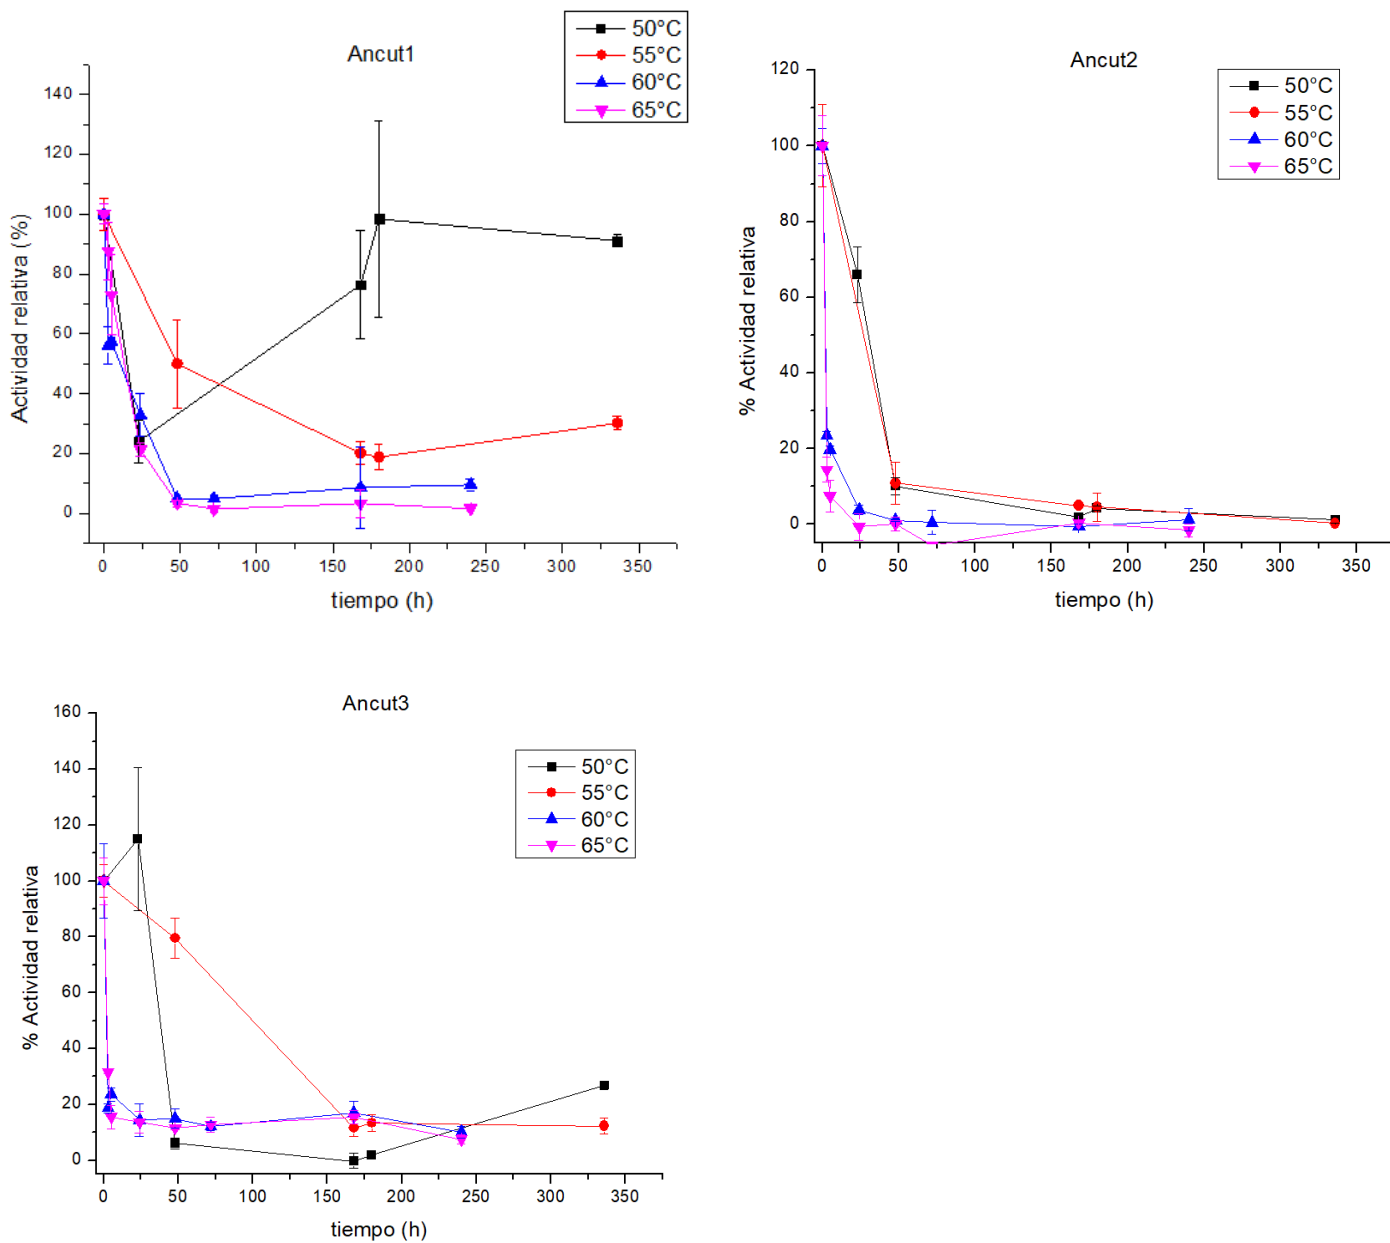 Ancut1
50°C
55°C
60°C
65°C
Actividad relativa (%)
140
120
100
80
60
40
20
0
0 50 100 150 200 250 300 350
tiempo (h)
Ancut2
50°C
55°C
60°C
65°C
% Actividad relativa
120
100
80
60
40
20
0
0 50 100 150 200 250 300 350
tiempo (h)
Ancut3
50°C
55°C
60°C
65°C
% Actividad relativa
160
140
120
100
80
60
40
20
0
0 50 100 150 200 250 300 350
tiempo (h)